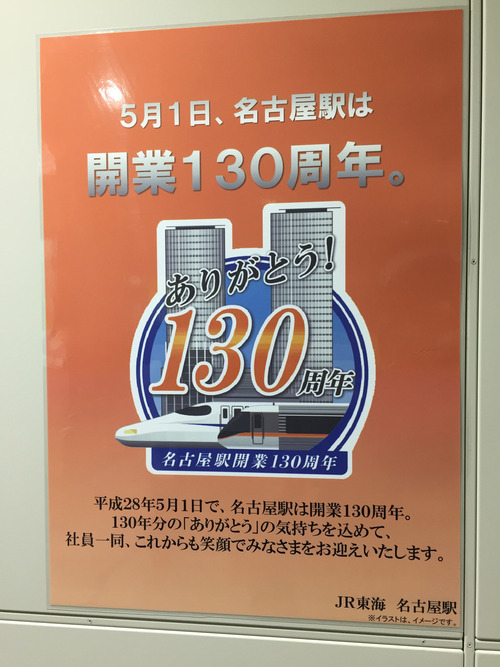 5月1日、名古屋駅は
開業130周年。
ありがとう!
130周年
名古屋駅開業130周年
平成28年5月1日で、名古屋駅は開業130周年。
130年分の「ありがとう」の気持ちを込めて、
社員一同、これからも笑顔でみなさまをお迎えいたします。
JR東海 名古屋駅
※イラストは、イメージです。